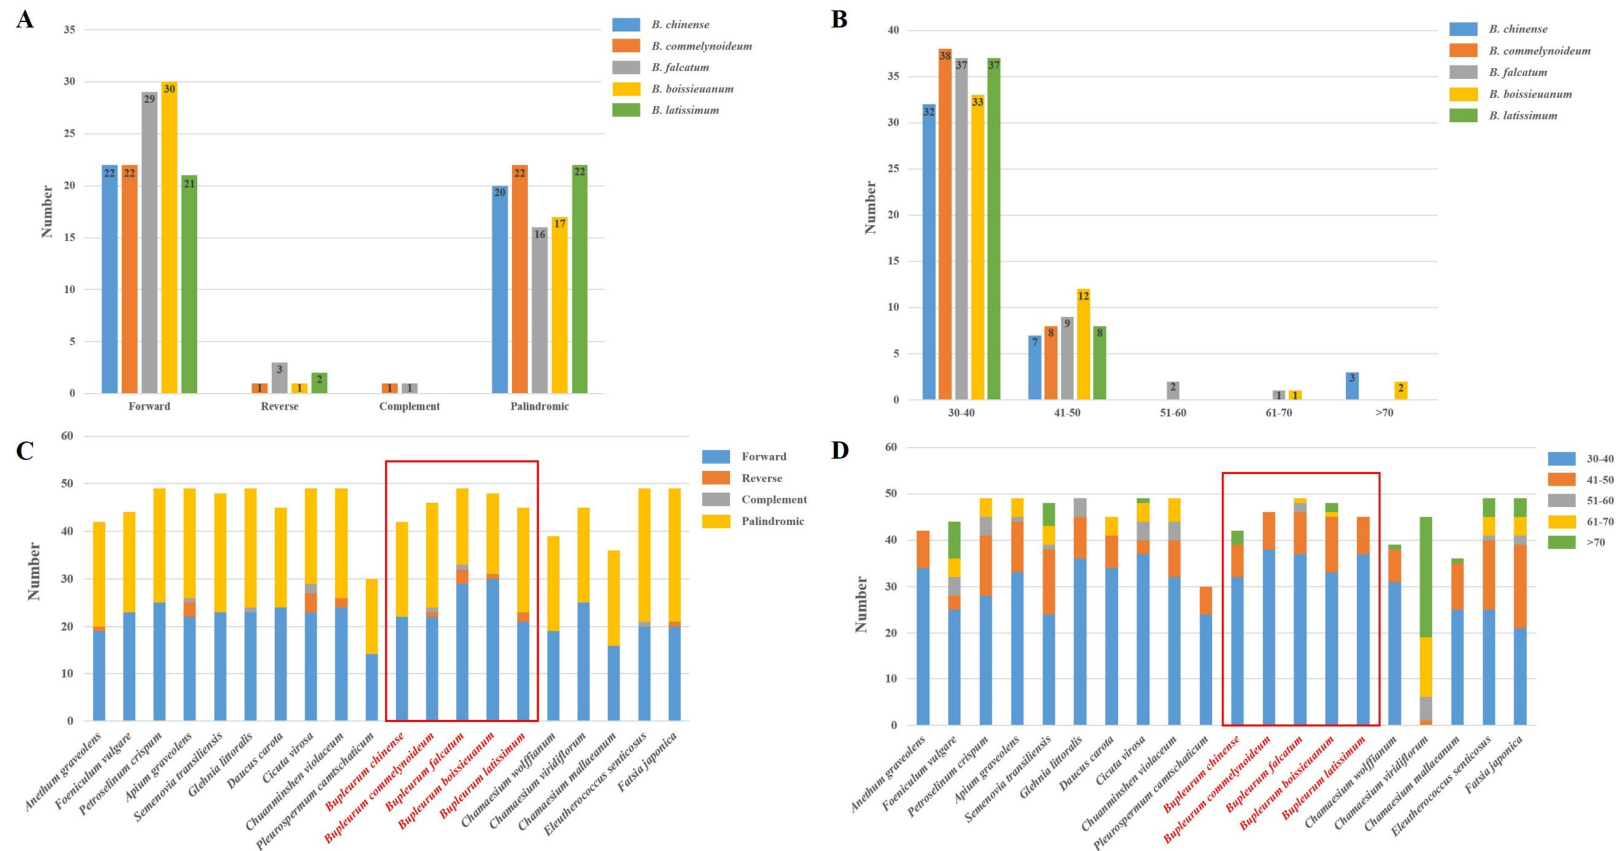 A
35
30
25
20
15
10
5
0
Number
22
22
29
30
21
1
3
1
2
1
1
20
22
16
17
22
Forward
Reverse
Complement
Palindromic
B. chinense
B. commelynoideum
B. falcatum
B. boissieuanum
B. latissimum
B
40
35
30
25
20
15
10
5
0
Number
32
38
37
33
37
7
8
9
12
8
2
1
1
3
2
30-40
41-50
51-60
61-70
>70
B. chinense
B. commelynoideum
B. falcatum
B. boissieuanum
B. latissimum
C
60
50
40
30
20
10
0
Number
Forward
Reverse
Complement
Palindromic
Anethum graveolens
Foeniculum vulgare
Petroselinum crispum
Apium graveolens
Semenovia transiliensis
Glehnia littoralis
Daucus carota
Cicuta virosa
Chuanminshen violaceum
Pleurospermum camtschaticum
Bupleurum chinense
Bupleurum commelynoideum
Bupleurum falcatum
Bupleurum boissieuanum
Bupleurum latissimum
Chamaesium wolffianum
Chamaesium viridiflorum
Chamaesium mallaeanum
Eleutherococcus senticosus
Fatsia japonica
D
60
50
40
30
20
10
0
Number
30-40
41-50
51-60
61-70
>70
Anethum graveolens
Foeniculum vulgare
Petroselinum crispum
Apium graveolens
Semenovia transiliensis
Glehnia littoralis
Daucus carota
Cicuta virosa
Chuanminshen violaceum
Pleurospermum camtschaticum
Bupleurum chinense
Bupleurum commelynoideum
Bupleurum falcatum
Bupleurum boissieuanum
Bupleurum latissimum
Chamaesium wolffianum
Chamaesium viridiflorum
Chamaesium mallaeanum
Eleutherococcus senticosus
Fatsia japonica